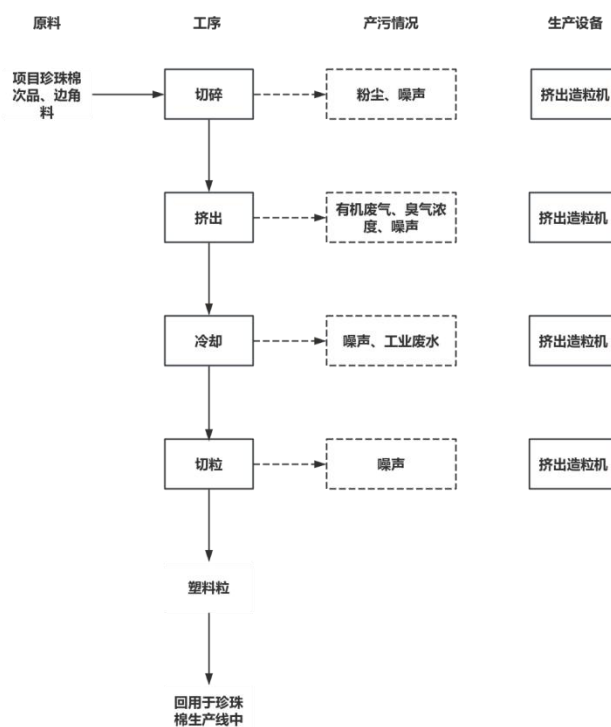 原料 工序 产污情况 生产设备
项目珍珠棉
次品、边角
料
切碎 粉尘、噪声 挤出造粒机
挤出
有机废气、臭气浓
度、噪声
挤出造粒机
冷却 噪声、工业废水 挤出造粒机
切粒 噪声 挤出造粒机
塑料粒
回用于珍珠
棉生产线中